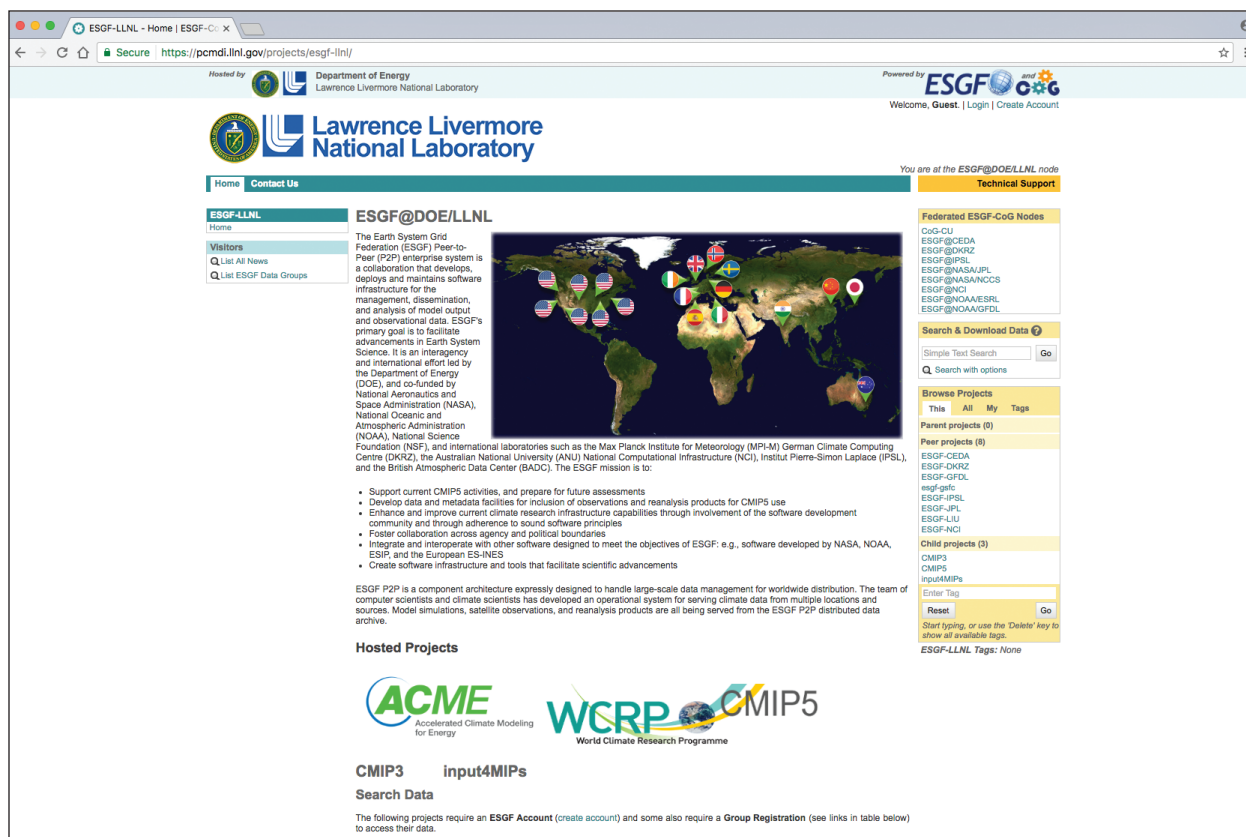 ESGF-LLNL - Home | ESGF-Co
Secure https://pcmdi.llnl.gov/projects/esgf-llnl/
Hosted by
Department of Energy
Lawrence Livermore National Laboratory
Powered by ESGF and CoG
Welcome, Guest. | Login | Create Account
Lawrence Livermore
National Laboratory
You are at the ESGF@DOE/LLNL node
Home Contact Us
Technical Support
ESGF-LLNL
Home
Visitors
List All News
List ESGF Data Groups
ESGF@DOE/LLNL
The Earth System Grid
Federation (ESGF) Peer-to-
Peer (P2P) enterprise system is
a collaboration that develops,
deploys and maintains software
infrastructure for the
management, dissemination,
and analysis of model output
and observational data. ESGF's
primary goal is to facilitate
advancements in Earth System
Science. It is an interagency
and international effort led by
the Department of Energy
(DOE), and co-funded by
National Aeronautics and
Space Administration (NASA),
National Oceanic and
Atmospheric Administration
(NOAA), National Science
Foundation (NSF), and international laboratories such as the Max Planck Institute for Meteorology (MPI-M) German Climate Computing
Centre (DKRZ), the Australian National University (ANU) National Computational Infrastructure (NCI), Institut Pierre-Simon Laplace (IPSL),
and the British Atmospheric Data Center (BADC). The ESGF mission is to:
• Support current CMIP5 activities, and prepare for future assessments
• Develop data and metadata facilities for inclusion of observations and reanalysis products for CMIP5 use
• Enhance and improve current climate research infrastructure capabilities through involvement of the software development
community and through adherence to sound software principles
• Foster collaboration across agency and political boundaries
• Integrate and interoperate with other software designed to meet the objectives of ESGF: e.g., software developed by NASA, NOAA,
ESIP, and the European ES-INES
• Create software infrastructure and tools that facilitate scientific advancements
ESGF P2P is a component architecture expressly designed to handle large-scale data management for worldwide distribution. The team of
computer scientists and climate scientists has developed an operational system for serving climate data from multiple locations and
sources. Model simulations, satellite observations, and reanalysis products are all being served from the ESGF P2P distributed data
archive.
Hosted Projects
ACME
Accelerated Climate Modeling
for Energy
WCRP CMIP5
World Climate Research Programme
CMIP3 input4MIPs
Search Data
The following projects require an ESGF Account (create account) and some also require a Group Registration (see links in table below)
to access their data.
Federated ESGF-CoG Nodes
CoG-CU
ESGF@CEDA
ESGF@DKRZ
ESGF@IPSL
ESGF@NASA/JPL
ESGF@NASA/NCCS
ESGF@NCI
ESGF@NOAA/ESRL
ESGF@NOAA/GFDL
Search & Download Data ?
Simple Text Search Go
Search with options
Browse Projects
This All My Tags
Parent projects (0)
Peer projects (8)
ESGF-CEDA
ESGF-DKRZ
ESGF-GFDL
esgf-gsfc
ESGF-IPSL
ESGF-JPL
ESGF-LIU
ESGF-NCI
Child projects (3)
CMIP3
CMIP5
input4MIPs
Enter Tag
Reset Go
Start typing, or use the 'Delete' key to
show all available tags.
ESGF-LLNL Tags: None